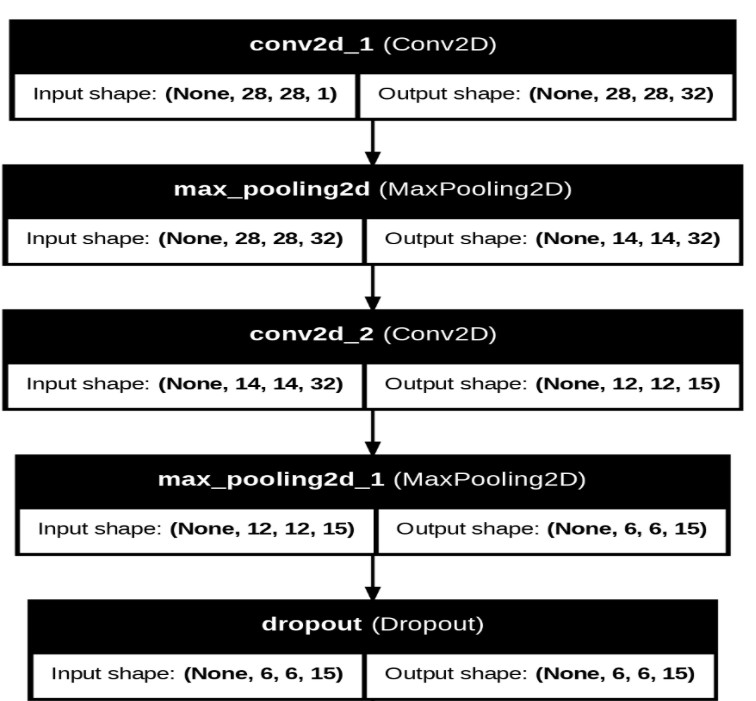 conv2d_1 (Conv2D)
Input shape: (None, 28, 28, 1) Output shape: (None, 28, 28, 32)
max_pooling2d (MaxPooling2D)
Input shape: (None, 28, 28, 32) Output shape: (None, 14, 14, 32)
conv2d_2 (Conv2D)
Input shape: (None, 14, 14, 32) Output shape: (None, 12, 12, 15)
max_pooling2d_1 (MaxPooling2D)
Input shape: (None, 12, 12, 15) Output shape: (None, 6, 6, 15)
dropout (Dropout)
Input shape: (None, 6, 6, 15) Output shape: (None, 6, 6, 15)